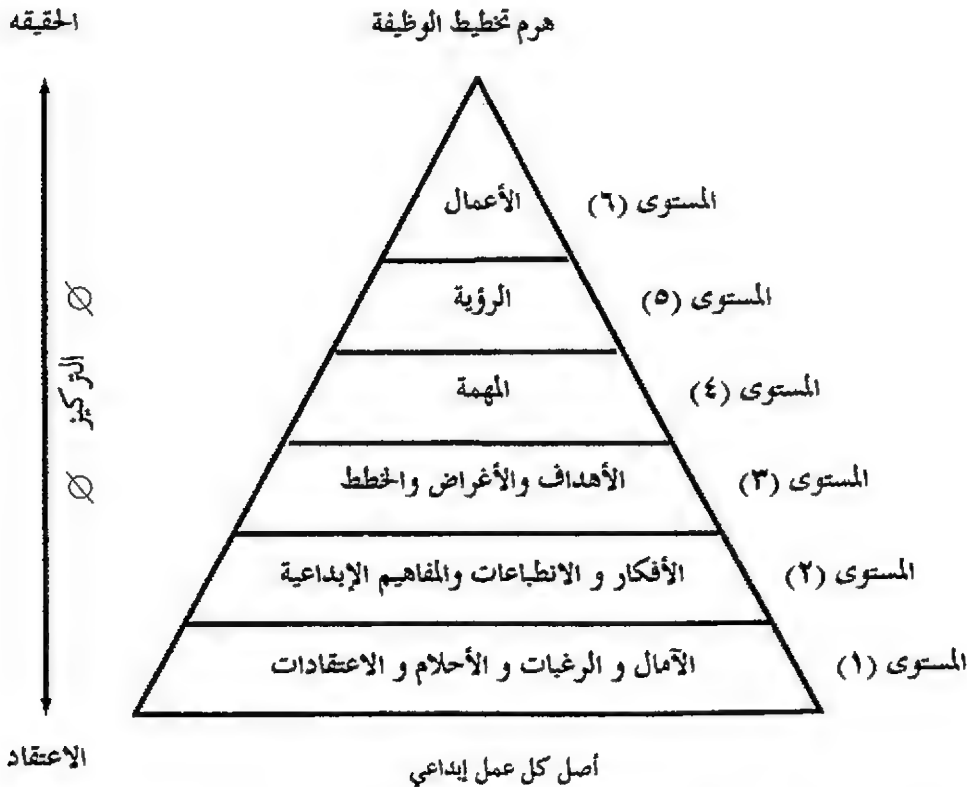 هرم تخطيط الوظيفة
الحقيقه
المستوى (٦)
الأعمال
المستوى (٥)
الرؤية
المستوى (٤)
المهمة
المستوى (٣)
الأهداف والأغراض والخطط
المستوى (٢)
الأفكار و الانطباعات والمفاهيم الإبداعية
المستوى (١)
الآمال و الرغبات و الأحلام و الاعتقادات
التركيز
أصل كل عمل إبداعي
الاعتقاد